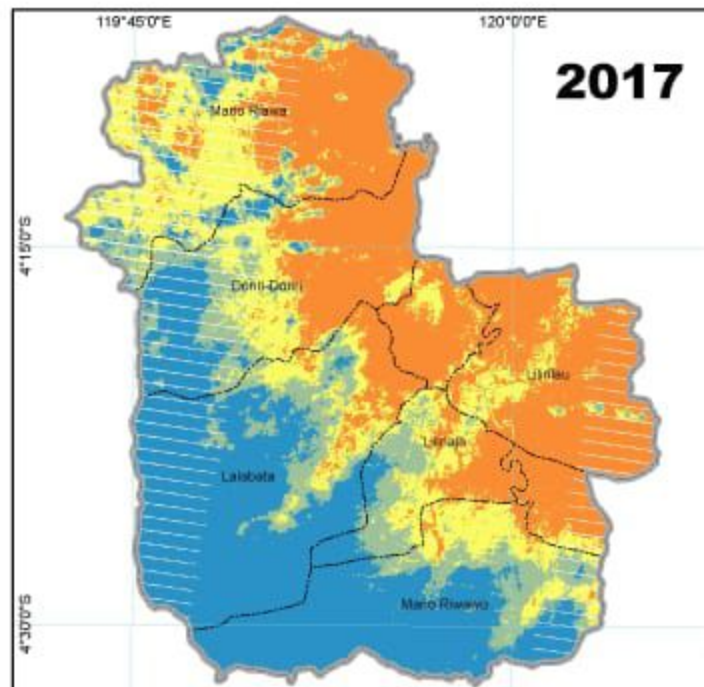 119°45'0"E
120°0'0"E
2017
Mario Riawa
4°15'0"S
Donri-Donri
Lilirilau
Liliriaja
Lalabata
Mario Riwawo
4°30'0"S